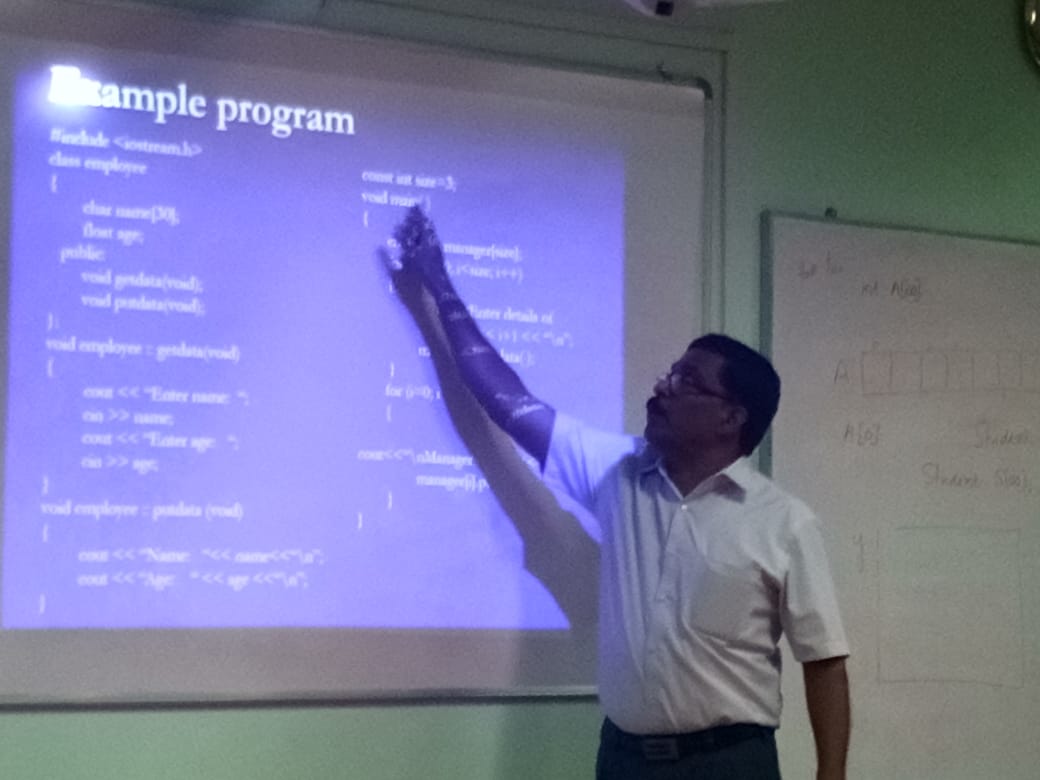 Example program
#include <iostream.h>
class employee
{
char name[30];
float age;
public:
void getdata(void);
void putdata(void);
};
void employee :: getdata(void)
{
cout << "Enter name: ";
cin >> name;
cout << "Enter age: ";
cin >> age;
}
void employee :: putdata (void)
{
cout << "Name: "<< name<<"\n";
cout << "Age: " << age <<"\n";
}
const int size=3;
void main( )
{
manager[size];
i<size; i++)
Enter details of
i+1 << "\n";
data( );
}
for (i=0; i
{
cout<<"\nManager
manager[i].p
}
}
int A[20]
A
A[0]
Student
Student S[20];